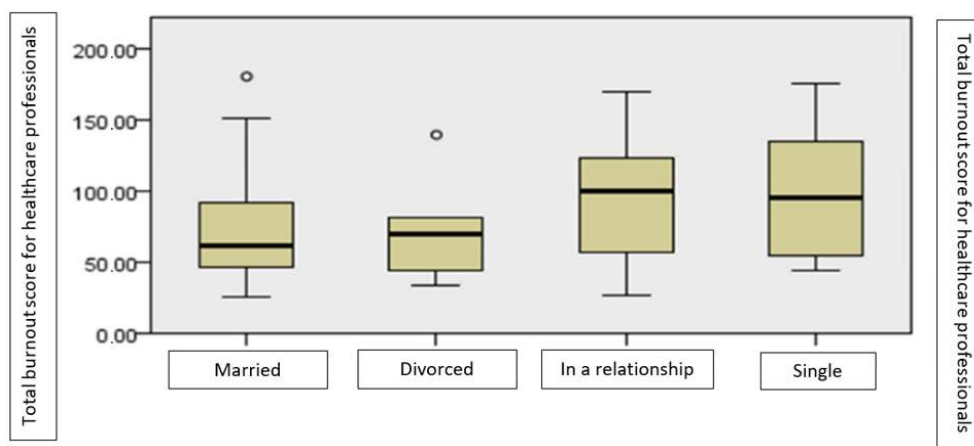 Total burnout score for healthcare professionals
200.00
150.00
100.00
50.00
0.00
Married
Divorced
In a relationship
Single
Total burnout score for healthcare professionals